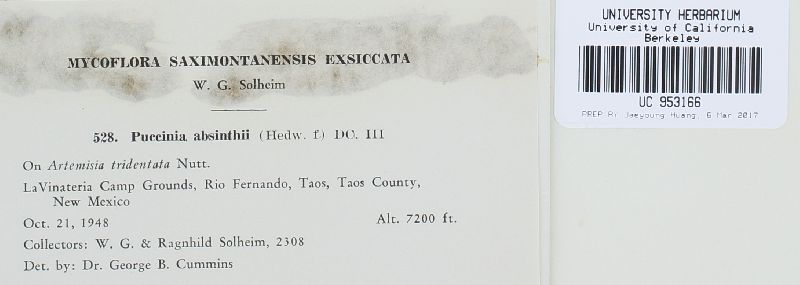 MYCOFLORA SAXIMONTANENSIS EXSICCATA
W. G. Solheim
528. Puccinia absinthii (Hedw. f.) DC. III
On Artemisia tridentata Nutt.
LaVinateria Camp Grounds, Rio Fernando, Taos, Taos County,
New Mexico
Oct. 21, 1948 Alt. 7200 ft.
Collectors: W. G. & Ragnhild Solheim, 2308
Det. by: Dr. George B. Cummins
UNIVERSITY HERBARIUM
University of California
Berkeley
UC 953166
PREP BY Jaeyoung Huang, 6 Mar 2017